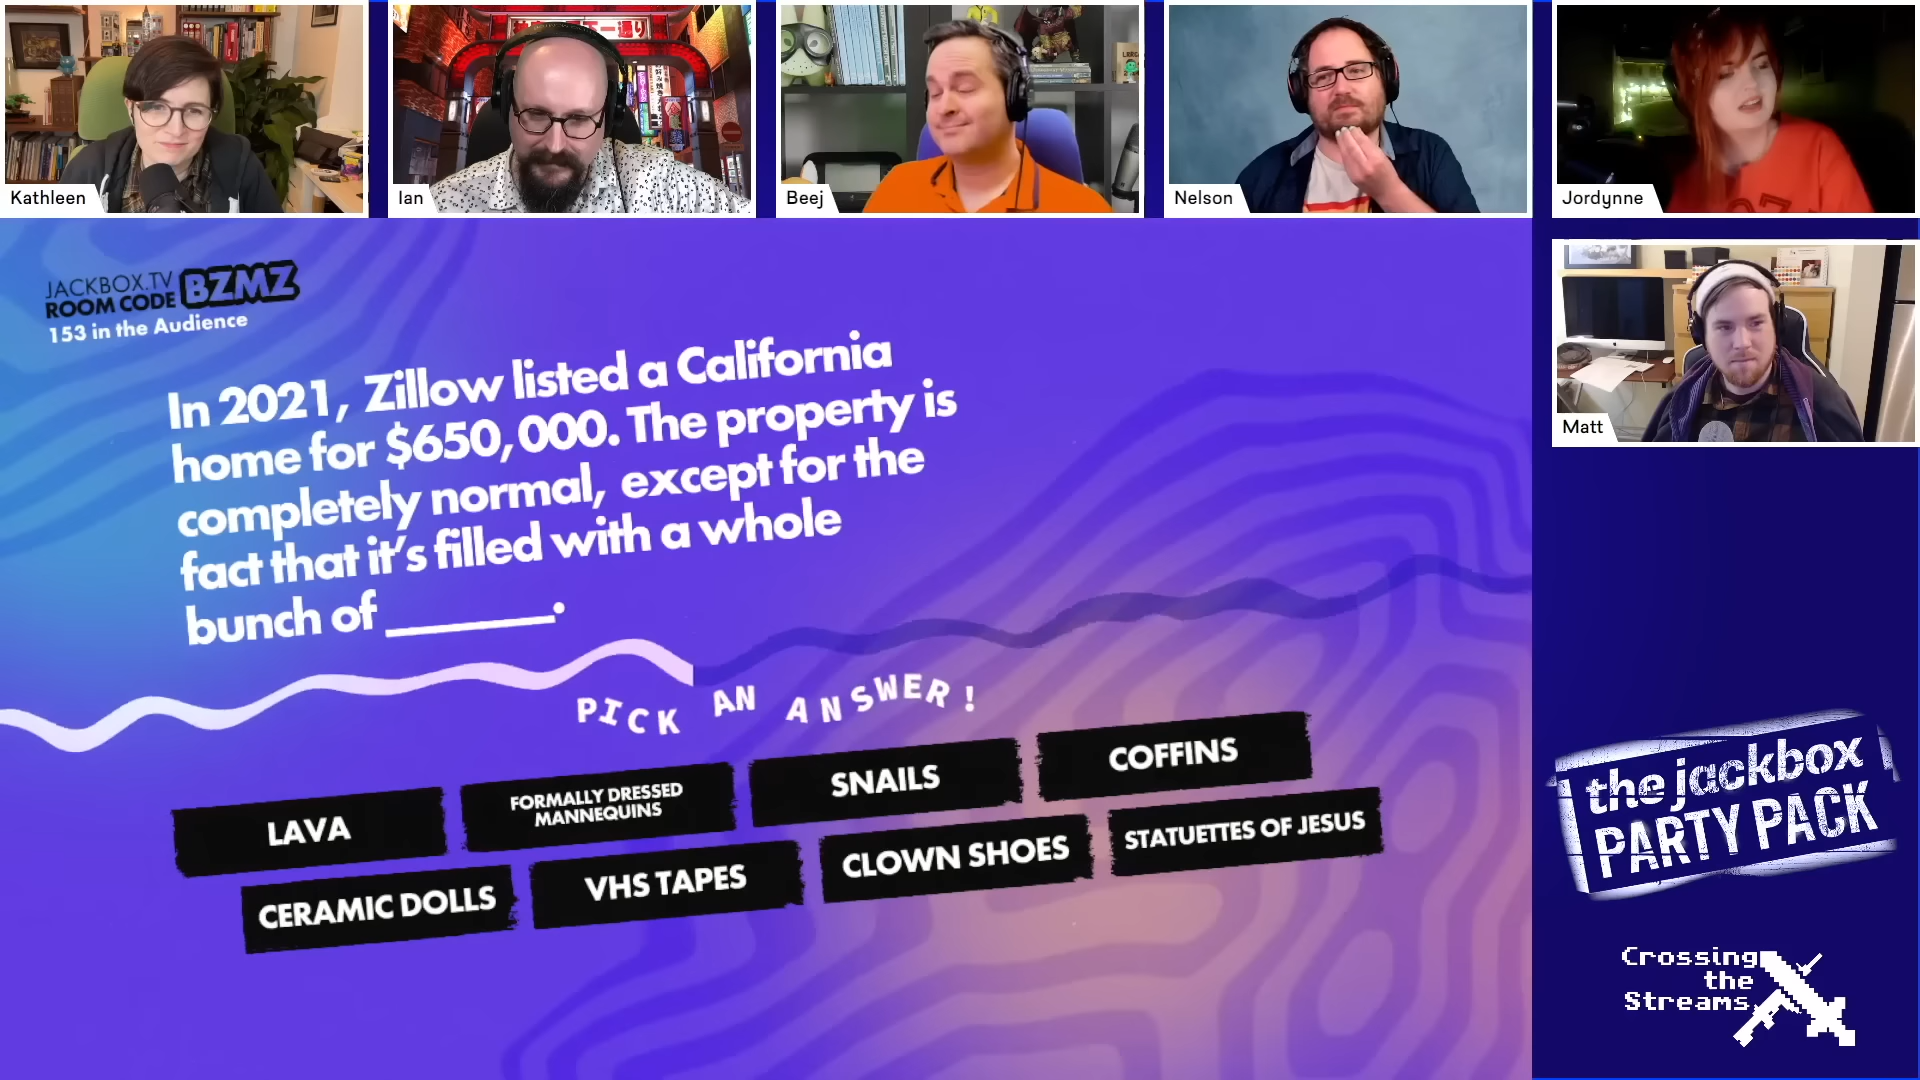 Kathleen
Ian
Beej
Nelson
Jordynne
Matt
JACKBOX.TV
ROOM CODE BZMZ
153 in the Audience
In 2021, Zillow listed a California
home for $650,000. The property is
completely normal, except for the
fact that it's filled with a whole
bunch of ________.
PICK AN ANSWER!
LAVA
FORMALLY DRESSED
MANNEQUINS
SNAILS
COFFINS
CERAMIC DOLLS
VHS TAPES
CLOWN SHOES
STATUETTES OF JESUS
the jackbox
PARTY PACK
Crossing
the
Streams